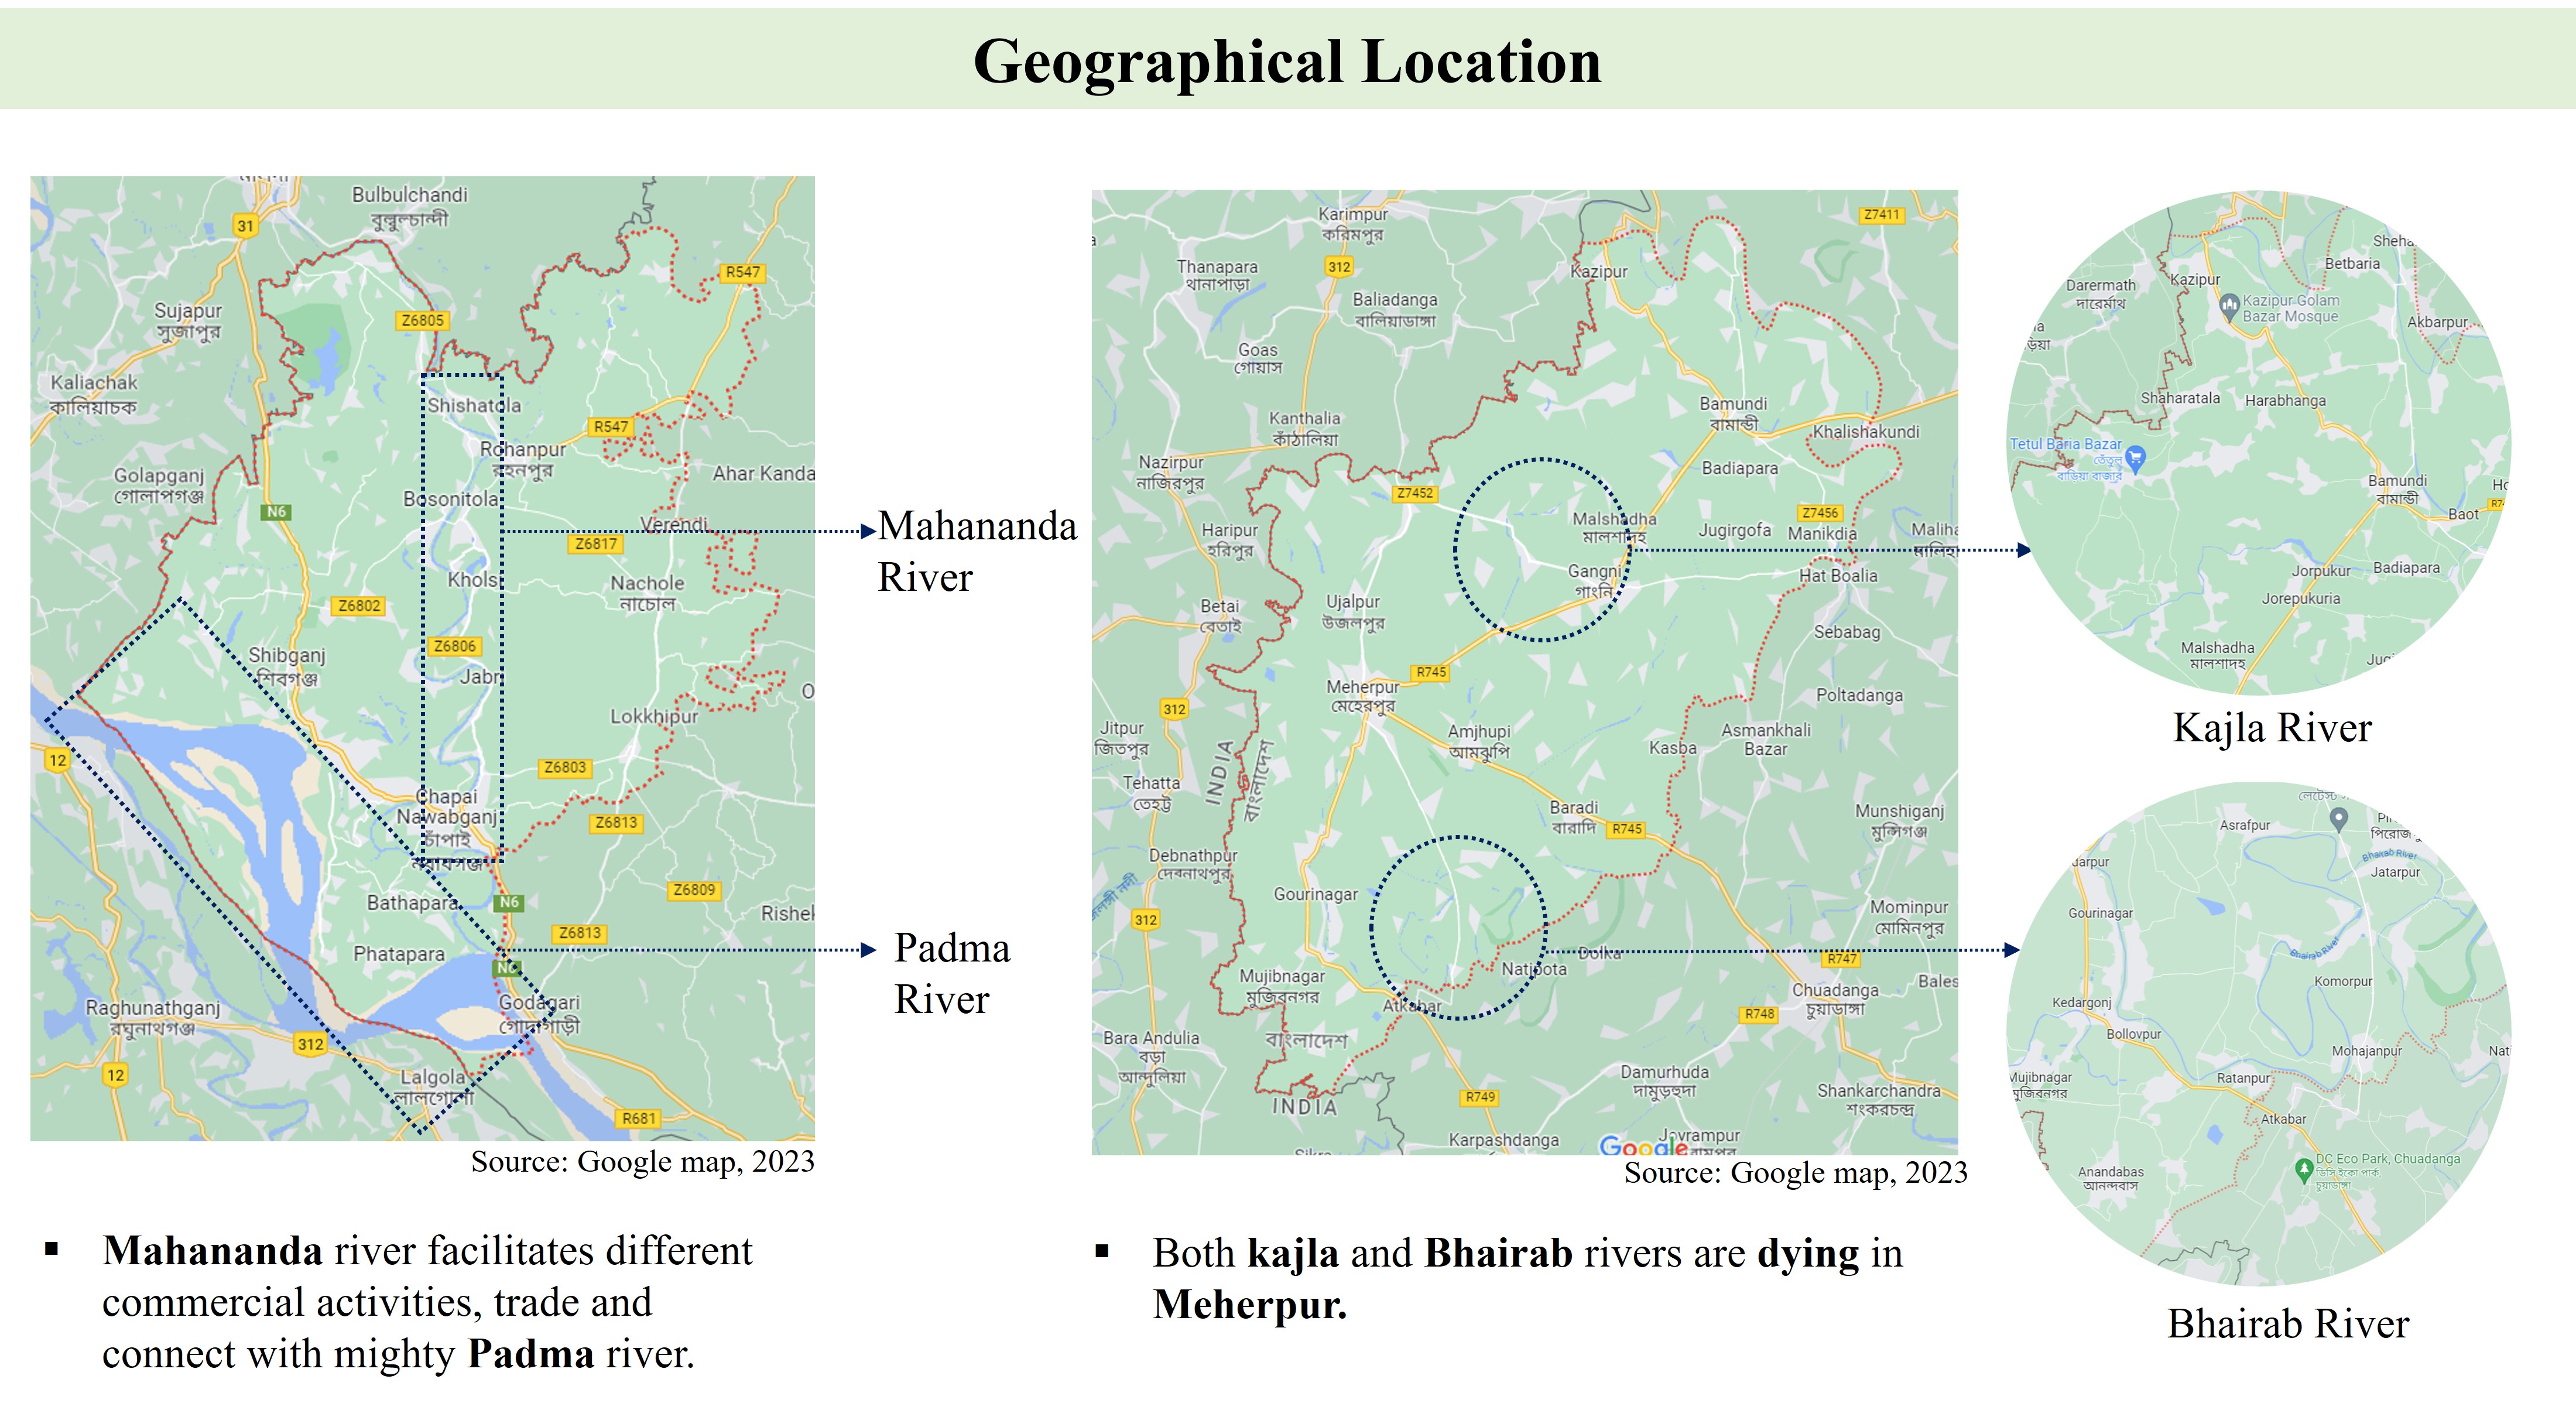 Geographical Location
Bulbulchandi
বুলবুলচান্দী
31
R547
Sujapur
সুজাপুর
Z6805
Kaliachak
কালিয়াচক
Shishatola
R547
Rohanpur
রহনপুর
Golapganj
গোলাপগঞ্জ
Ahar Kanda
Bosonitola
N6
Verendi
Z6817
Khols
Nachole
নাচোল
Z6802
Z6806
Shibganj
শিবগঞ্জ
Jabri
Lokkhipur
12
Z6803
Chapai
Nawabganj
চাঁপাই
নবাবগঞ্জ
Z6813
Z6809
Bathapara
N6
Rishek
Z6813
Phatapara
N6
Raghunathganj
রঘুনাথগঞ্জ
Godagari
গোদাগাড়ী
312
12
Lalgola
লালগোলা
R681
Mahananda
River
Padma
River
Source: Google map, 2023
▪ Mahananda river facilitates different
commercial activities, trade and
connect with mighty Padma river.
Karimpur
করিমপুর
Z7411
Thanapara
থানাপাড়া
312
Kazipur
Baliadanga
বালিয়াডাঙ্গা
Goas
গোয়াস
Kanthalia
কাঁঠালিয়া
Bamundi
বামান্ডী
Khalishakundi
Nazirpur
নাজিরপুর
Badiapara
Z7452
Haripur
হরিপুর
Malshadha
মালশাদহ
Jugirgofa
Z7456
Manikdia
Maliha
Gangni
গাংনি
Hat Boalia
Betai
বেতাই
Ujalpur
উজলপুর
Sebabag
R745
Meherpur
মেহেরপুর
Poltadanga
312
Jitpur
জিতপুর
Amjhupi
আমঝুপি
Kasba
Asmankhali
Bazar
INDIA
বাংলাদেশ
Tehatta
তেহট্ট
Baradi
বারাদি
R745
Munshiganj
মুন্সিগঞ্জ
Debnathpur
দেবনাথপুর
Gourinagar
312
Mominpur
মোমিনপুর
Natipota
Dolka
R747
Mujibnagar
মুজিবনগর
Atkabar
Chuadanga
চুয়াডাঙ্গা
Bales
R748
Bara Andulia
বড়া
আন্দুলিয়া
বাংলাদেশ
Damurhuda
দামুড়হুদা
Shankarchandra
শংকরচন্দ্র
INDIA
R749
Karpashdanga
Google
Joyrampur
Source: Google map, 2023
▪ Both kajla and Bhairab rivers are dying in
Meherpur.
Sheha
Betbaria
Darermath
দারের্মাথ
Kazipur
Kazipur Golam
Bazar Mosque
Akbarpur
Shaharatala
Harabhanga
Tetul Baria Bazar
তেঁতুল
বাড়িয়া বাজার
Bamundi
বামান্ডী
Baot
Jorpukur
Badiapara
Jorepukuria
Malshadha
মালশাদহ
Kajla River
Asrafpur
পিরোজ
Bhairab River
Jatarpur
Gourinagar
Bhairab River
Komorpur
Kedargonj
Bollovpur
Mohajanpur
Mujibnagar
মুজিবনগর
Ratanpur
Atkabar
Anandabas
আনন্দবাস
DC Eco Park, Chuadanga
ডিসি ইকো পার্ক,
চুয়াডাঙ্গা
Bhairab River